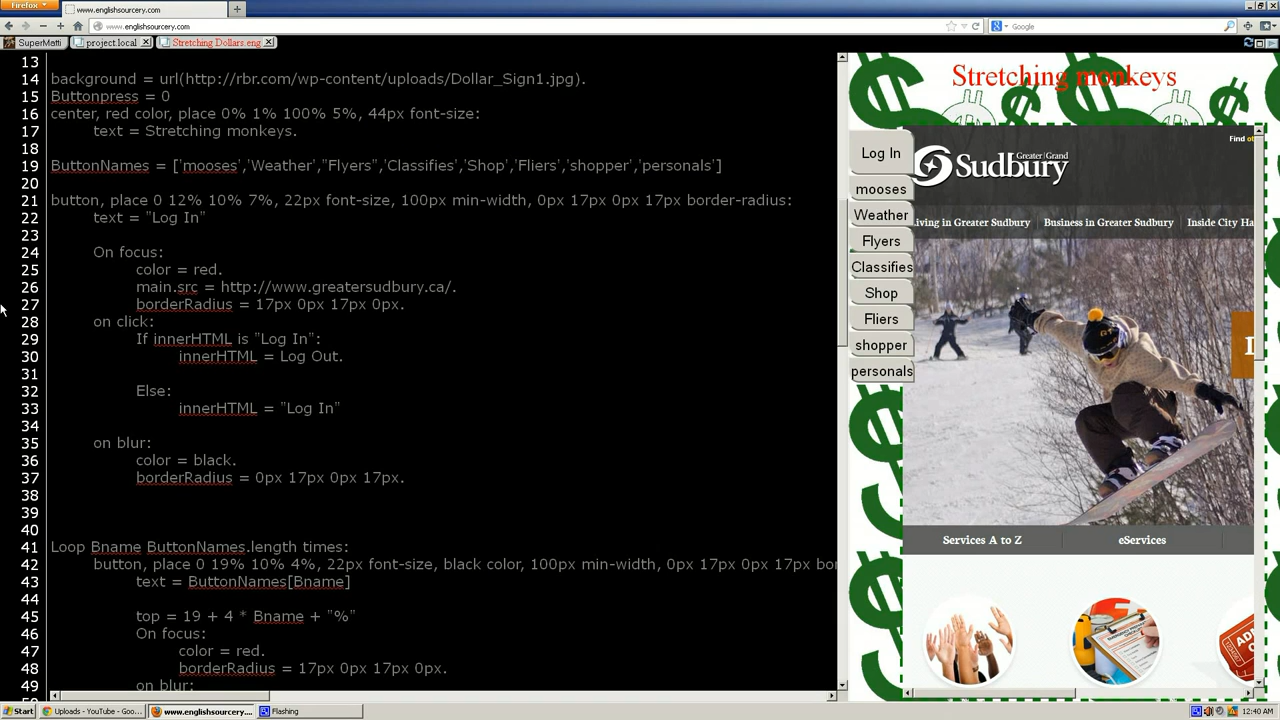 Firefox
www.englishsourcery.com
www.englishsourcery.com
Google
SuperMatti
project.local
Stretching Dollars.eng
13
14 background = url(http://rbr.com/wp-content/uploads/Dollar_Sign1.jpg).
15 Buttonpress = 0
16 center, red color, place 0% 1% 100% 5%, 44px font-size:
17 text = Stretching monkeys.
18
19 ButtonNames = ['mooses','Weather',"Flyers",'Classifies','Shop','Fliers','shopper','personals']
20
21 button, place 0 12% 10% 7%, 22px font-size, 100px min-width, 0px 17px 0px 17px border-radius:
22 text = "Log In"
23
24 On focus:
25 color = red.
26 main.src = http://www.greatersudbury.ca/.
27 borderRadius = 17px 0px 17px 0px.
28 on click:
29 If innerHTML is "Log In":
30 innerHTML = Log Out.
31
32 Else:
33 innerHTML = "Log In"
34
35 on blur:
36 color = black.
37 borderRadius = 0px 17px 0px 17px.
38
39
40
41 Loop Bname ButtonNames.length times:
42 button, place 0 19% 10% 4%, 22px font-size, black color, 100px min-width, 0px 17px 0px 17px bor
43 text = ButtonNames[Bname]
44
45 top = 19 + 4 * Bname + "%"
46 On focus:
47 color = red.
48 borderRadius = 17px 0px 17px 0px.
49 on blur:
Stretching monkeys
Log In
mooses
Weather
Flyers
Classifies
Shop
Fliers
shopper
personals
Find ot
Greater Grand
Sudbury
Living in Greater Sudbury Business in Greater Sudbury Inside City Ha
Services A to Z eServices
Start
Uploads - YouTube - Goo...
www.englishsourcery....
Flashing
12:40 AM